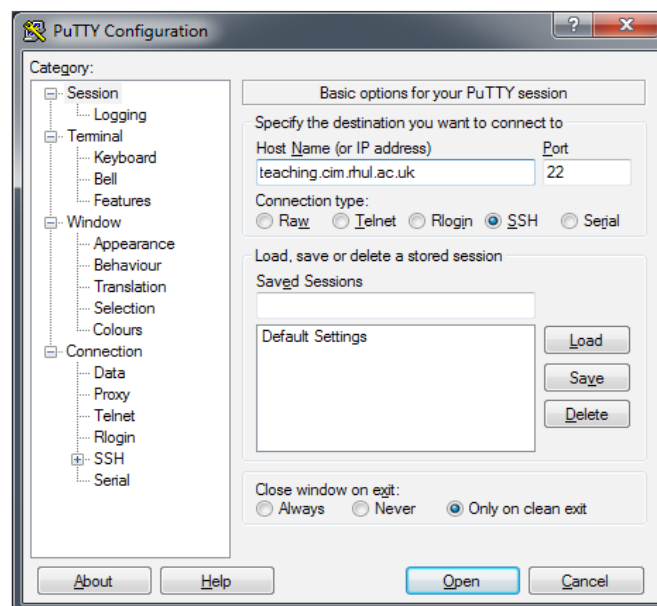 PuTTY Configuration
?
Category:
Session
Logging
Terminal
Keyboard
Bell
Features
Window
Appearance
Behaviour
Translation
Selection
Colours
Connection
Data
Proxy
Telnet
Rlogin
SSH
Serial
Basic options for your PuTTY session
Specify the destination you want to connect to
Host Name (or IP address) Port
teaching.cim.rhul.ac.uk 22
Connection type:
Raw Telnet Rlogin SSH Serial
Load, save or delete a stored session
Saved Sessions
Default Settings
Load
Save
Delete
Close window on exit:
Always Never Only on clean exit
About Help Open Cancel